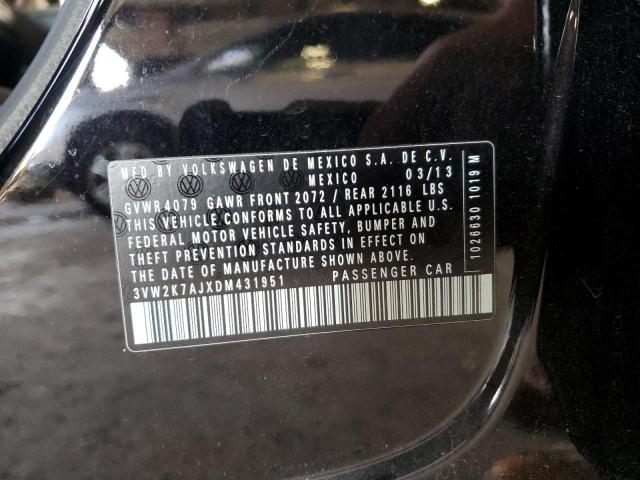 MFD BY VOLKSWAGEN DE MEXICO S.A. DE C.V.
MEXICO 03/13
GVWR 4079 GAWR FRONT 2072 / REAR 2116 LBS
THIS VEHICLE CONFORMS TO ALL APPLICABLE U.S.
FEDERAL MOTOR VEHICLE SAFETY, BUMPER AND
THEFT PREVENTION STANDARDS IN EFFECT ON
THE DATE OF MANUFACTURE SHOWN ABOVE.
3VW2K7AJXDM431951 PASSENGER CAR
1026630 1019 M